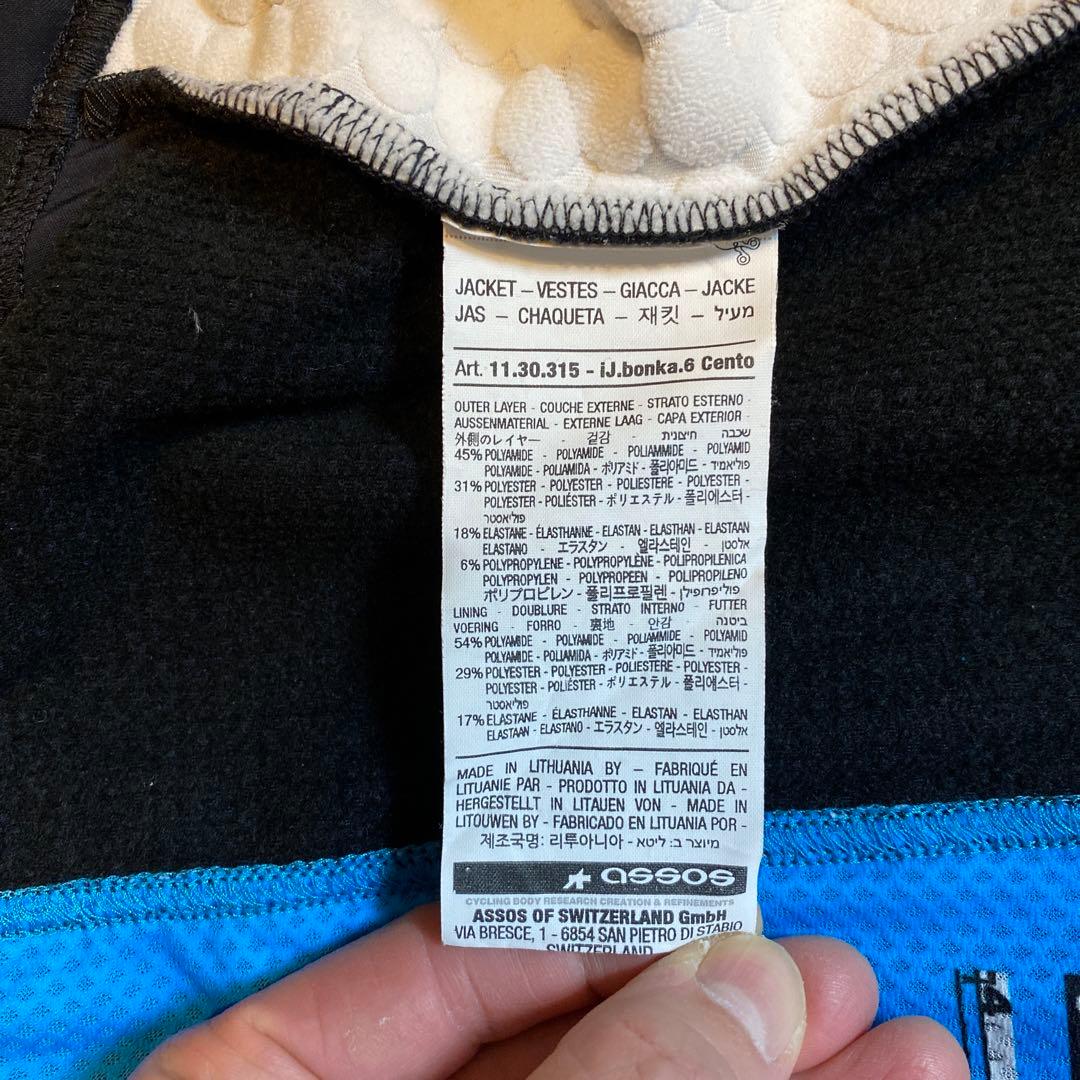 JACKET – VESTES – GIACCA – JACKE
JAS – CHAQUETA – 재킷 – מעיל
Art. 11.30.315 - iJ.bonka.6 Cento
OUTER LAYER - COUCHE EXTERNE - STRATO ESTERNO -
AUSSENMATERIAL - EXTERNE LAAG - CAPA EXTERIOR -
外側のレイヤー - 겉감 - שכבה חיצונית
45% POLYAMIDE - POLYAMIDE - POLIAMMIDE - POLYAMID
POLYAMIDE - POLIAMIDA - ポリアミド - 폴리아미드 - פוליאמיד
31% POLYESTER - POLYESTER - POLIESTERE - POLYESTER -
POLYESTER - POLIÉSTER - ポリエステル - 폴리에스터 -
פוליאסטר
18% ELASTANE - ÉLASTHANNE - ELASTAN - ELASTHAN - ELASTAAN
ELASTANO - エラスタン - 엘라스테인 - אלסטן
6% POLYPROPYLENE - POLYPROPYLÈNE - POLIPROPILENICA
POLYPROPYLEN - POLYPROPEEN - POLIPROPILENO
ポリプロピレン - 폴리프로필렌 - פוליפרופילן
LINING - DOUBLURE - STRATO INTERNO - FUTTER
VOERING - FORRO - 裏地 - 안감 - ביטנה
54% POLYAMIDE - POLYAMIDE - POLIAMMIDE - POLYAMID
POLYAMIDE - POLIAMIDA - ポリアミド - 폴리아미드 - פוליאמיד
29% POLYESTER - POLYESTER - POLIESTERE - POLYESTER -
POLYESTER - POLIÉSTER - ポリエステル - 폴리에스터 -
פוליאסטר
17% ELASTANE - ÉLASTHANNE - ELASTAN - ELASTHAN
ELASTAAN - ELASTANO - エラスタン - 엘라스테인 - אלסטן
MADE IN LITHUANIA BY – FABRIQUÉ EN
LITUANIE PAR - PRODOTTO IN LITUANIA DA -
HERGESTELLT IN LITAUEN VON - MADE IN
LITOUWEN BY - FABRICADO EN LITUANIA POR -
제조국명: 리투아니아 - מיוצר ב: ליטא
assos
CYCLING BODY RESEARCH CREATION & REFINEMENTS
ASSOS OF SWITZERLAND GmbH
VIA BRESCE, 1 - 6854 SAN PIETRO DI STABIO
SWITZERLAND